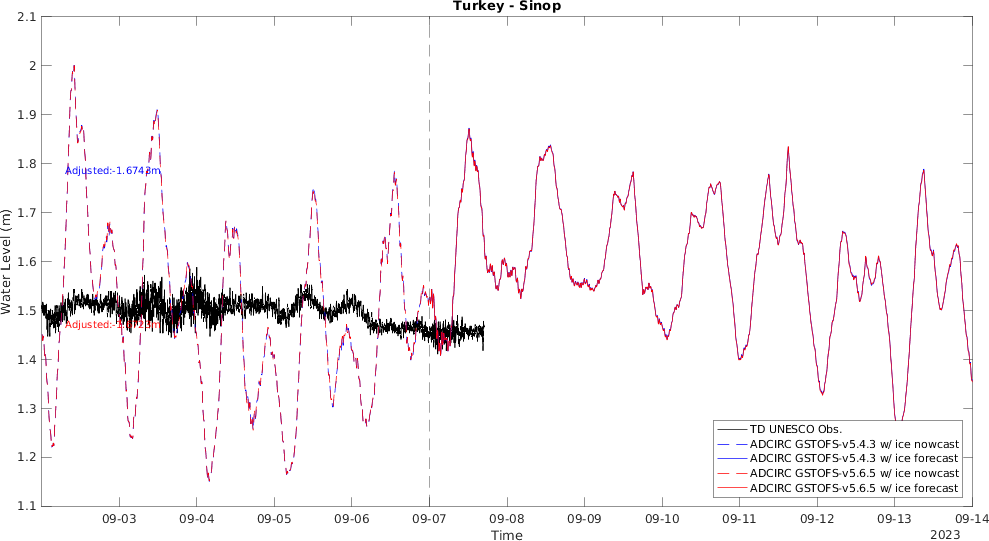 Turkey - Sinop
2.1
2
1.9
1.8
1.7
1.6
1.5
1.4
1.3
1.2
1.1
Water Level (m)
Adjusted:-1.6743m
TD UNESCO Obs.
ADCIRC GSTOFS-v5.4.3 w/ ice nowcast
ADCIRC GSTOFS-v5.4.3 w/ ice forecast
ADCIRC GSTOFS-v5.6.5 w/ ice nowcast
ADCIRC GSTOFS-v5.6.5 w/ ice forecast
09-03 09-04 09-05 09-06 09-07 09-08 09-09 09-10 09-11 09-12 09-13 09-14
Time
2023